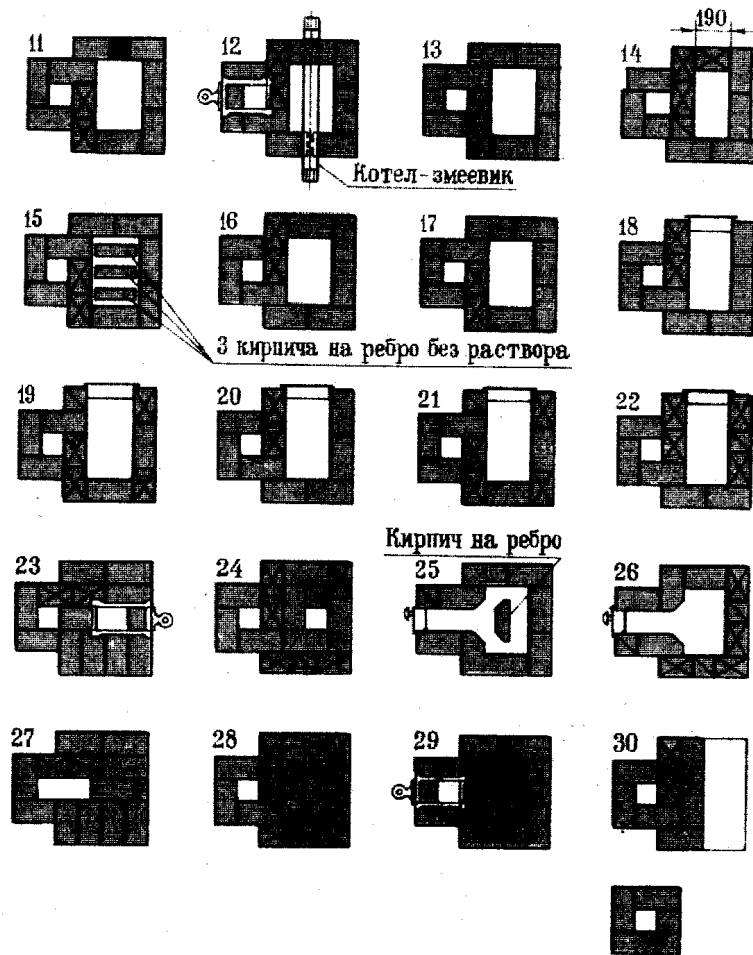 11 12 13 14 190
Котел-змеевик
15 16 17 18
3 кирпича на ребро без раствора
19 20 21 22
Кирпич на ребро
23 24 25 26
27 28 29 30